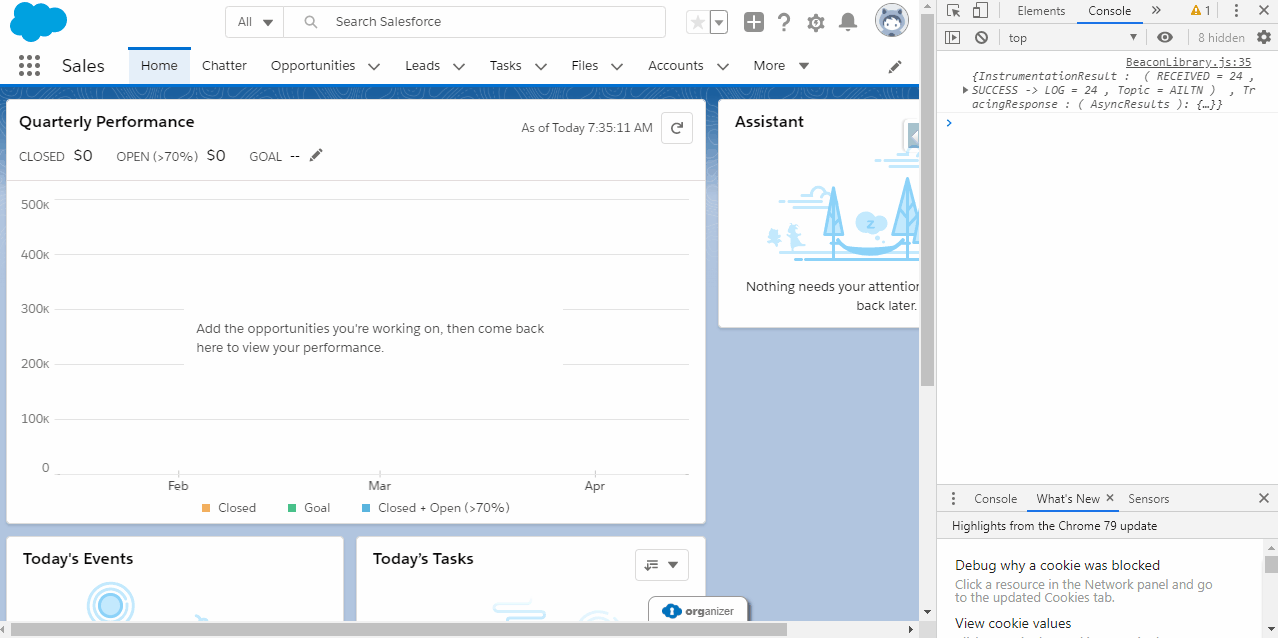 All
Search Salesforce
Sales
Home
Chatter
Opportunities
Leads
Tasks
Files
Accounts
More
Quarterly Performance
As of Today 7:35:11 AM
CLOSED $0 OPEN (>70%) $0 GOAL --
500K
400K
300K
200K
100K
0
Add the opportunities you're working on, then come back
here to view your performance.
Feb Mar Apr
Closed Goal Closed + Open (>70%)
Assistant
z
Nothing needs your attention
back later.
Today's Events
Today's Tasks
organizer
Elements Console » 1
top
8 hidden
BeaconLibrary.js:35
{InstrumentationResult : ( RECEIVED = 24 ,
SUCCESS -> LOG = 24 , Topic = AILTN ) , Tr
acingResponse : ( AsyncResults ): {…}}
Console What's New Sensors
Highlights from the Chrome 79 update
Debug why a cookie was blocked
Click a resource in the Network panel and go
to the updated Cookies tab.
View cookie values